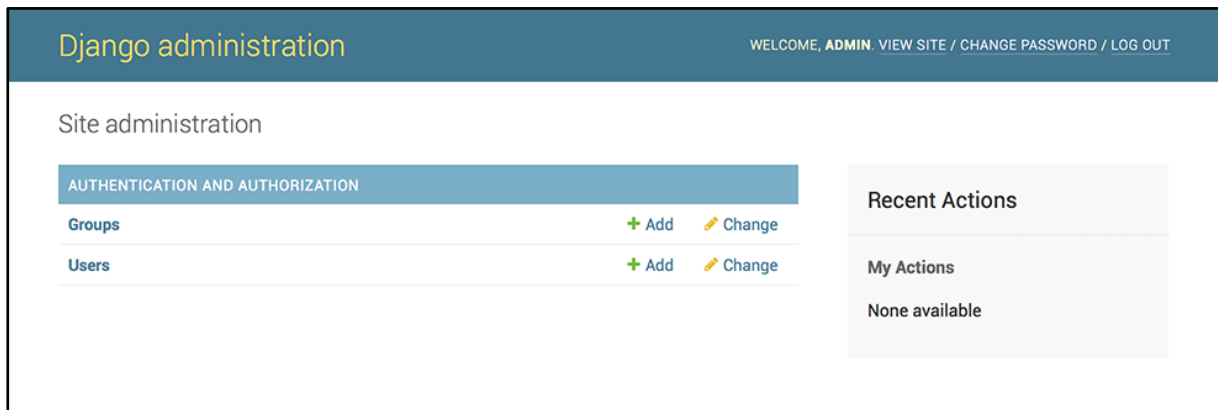 Django administration
WELCOME, ADMIN. VIEW SITE / CHANGE PASSWORD / LOG OUT
Site administration
AUTHENTICATION AND AUTHORIZATION
Groups + Add Change
Users + Add Change
Recent Actions
My Actions
None available